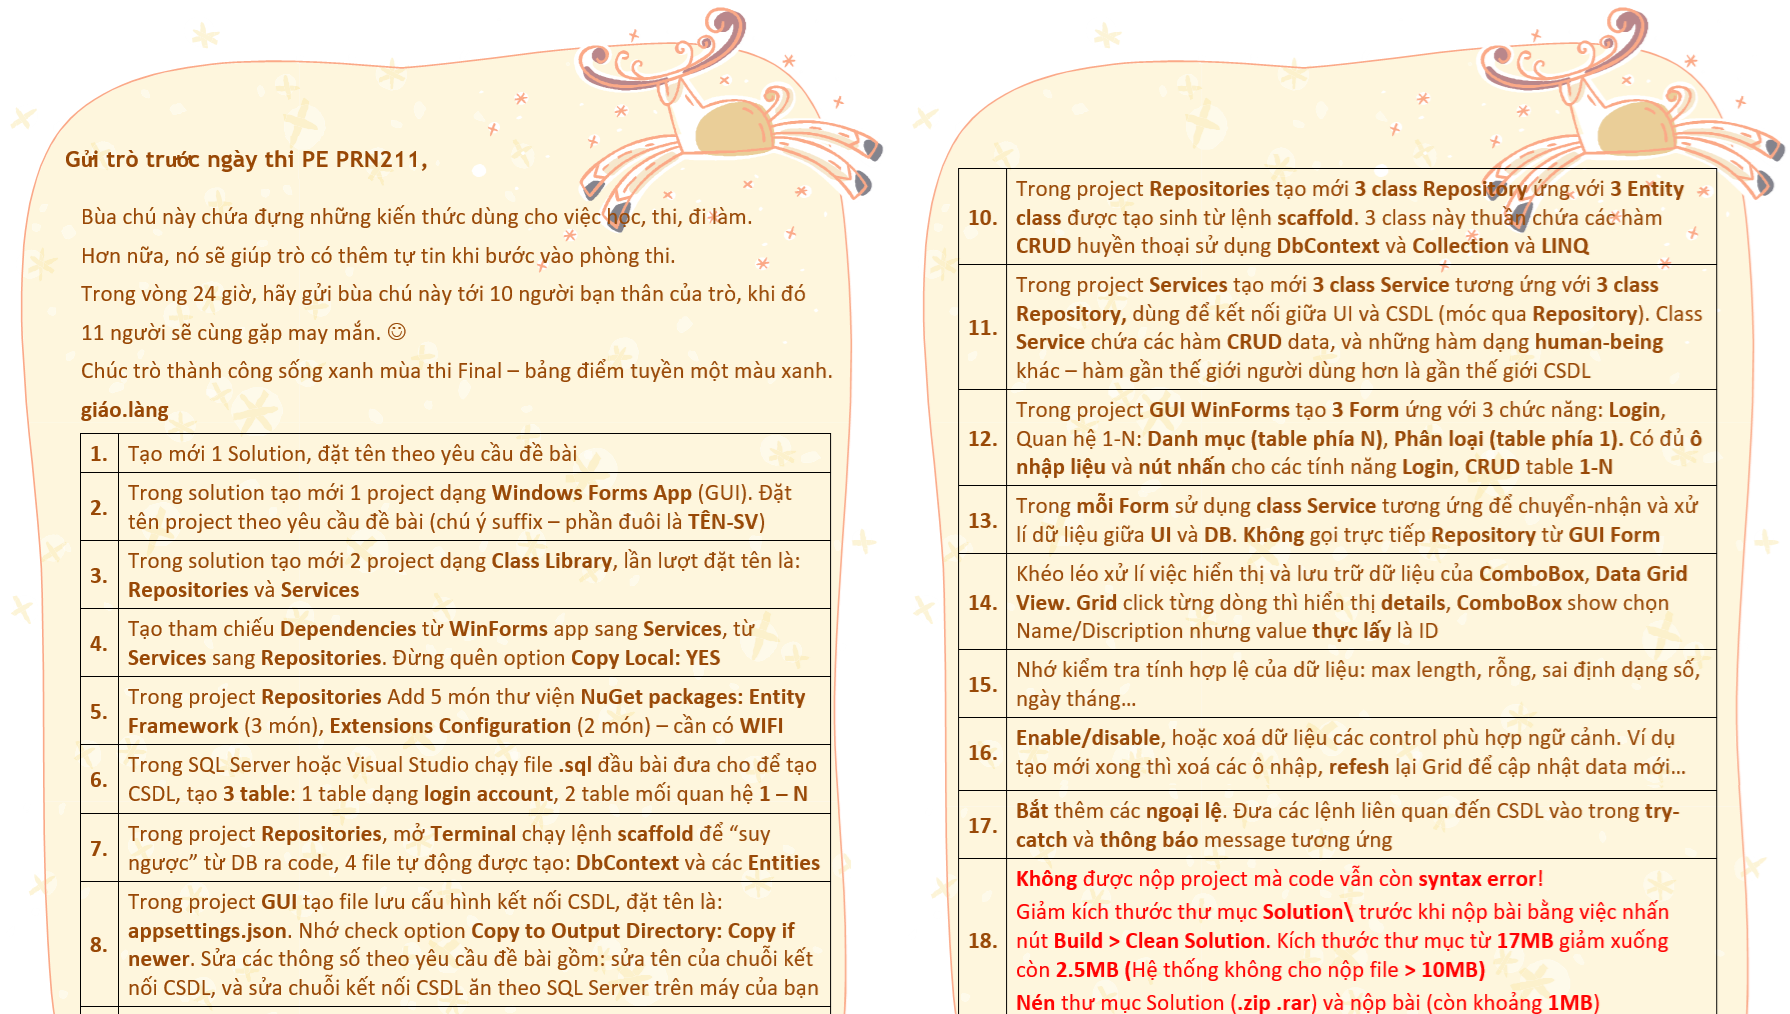 Gửi trò trước ngày thi PE PRN211,
Bùa chú này chứa đựng những kiến thức dùng cho việc học, thi, đi làm.
Hơn nữa, nó sẽ giúp trò có thêm tự tin khi bước vào phòng thi.
Trong vòng 24 giờ, hãy gửi bùa chú này tới 10 người bạn thân của trò, khi đó
11 người sẽ cùng gặp may mắn. ☺
Chúc trò thành công sống xanh mùa thi Final – bảng điểm tuyền một màu xanh.
giáo.làng
1. Tạo mới 1 Solution, đặt tên theo yêu cầu đề bài
2. Trong solution tạo mới 1 project dạng Windows Forms App (GUI). Đặt
tên project theo yêu cầu đề bài (chú ý suffix – phần đuôi là TÊN-SV)
3. Trong solution tạo mới 2 project dạng Class Library, lần lượt đặt tên là:
Repositories và Services
4. Tạo tham chiếu Dependencies từ WinForms app sang Services, từ
Services sang Repositories. Đừng quên option Copy Local: YES
5. Trong project Repositories Add 5 món thư viện NuGet packages: Entity
Framework (3 món), Extensions Configuration (2 món) – cần có WIFI
6. Trong SQL Server hoặc Visual Studio chạy file .sql đầu bài đưa cho để tạo
CSDL, tạo 3 table: 1 table dạng login account, 2 table mối quan hệ 1 – N
7. Trong project Repositories, mở Terminal chạy lệnh scaffold để “suy
ngược” từ DB ra code, 4 file tự động được tạo: DbContext và các Entities
8. Trong project GUI tạo file lưu cấu hình kết nối CSDL, đặt tên là:
appsettings.json. Nhớ check option Copy to Output Directory: Copy if
newer. Sửa các thông số theo yêu cầu đề bài gồm: sửa tên của chuỗi kết
nối CSDL, và sửa chuỗi kết nối CSDL ăn theo SQL Server trên máy của bạn
10. Trong project Repositories tạo mới 3 class Repository ứng với 3 Entity
class được tạo sinh từ lệnh scaffold. 3 class này thuần chứa các hàm
CRUD huyền thoại sử dụng DbContext và Collection và LINQ
11. Trong project Services tạo mới 3 class Service tương ứng với 3 class
Repository, dùng để kết nối giữa UI và CSDL (móc qua Repository). Class
Service chứa các hàm CRUD data, và những hàm dạng human-being
khác – hàm gần thế giới người dùng hơn là gần thế giới CSDL
12. Trong project GUI WinForms tạo 3 Form ứng với 3 chức năng: Login,
Quan hệ 1-N: Danh mục (table phía N), Phân loại (table phía 1). Có đủ ô
nhập liệu và nút nhấn cho các tính năng Login, CRUD table 1-N
13. Trong mỗi Form sử dụng class Service tương ứng để chuyển-nhận và xử
lí dữ liệu giữa UI và DB. Không gọi trực tiếp Repository từ GUI Form
14. Khéo léo xử lí việc hiển thị và lưu trữ dữ liệu của ComboBox, Data Grid
View. Grid click từng dòng thì hiển thị details, ComboBox show chọn
Name/Discription nhưng value thực lấy là ID
15. Nhớ kiểm tra tính hợp lệ của dữ liệu: max length, rỗng, sai định dạng số,
ngày tháng...
16. Enable/disable, hoặc xoá dữ liệu các control phù hợp ngữ cảnh. Ví dụ
tạo mới xong thì xoá các ô nhập, refesh lại Grid để cập nhật data mới...
17. Bắt thêm các ngoại lệ. Đưa các lệnh liên quan đến CSDL vào trong try-
catch và thông báo message tương ứng
18. Không được nộp project mà code vẫn còn syntax error!
Giảm kích thước thư mục Solution\ trước khi nộp bài bằng việc nhấn
nút Build > Clean Solution. Kích thước thư mục từ 17MB giảm xuống
còn 2.5MB (Hệ thống không cho nộp file > 10MB)
Nén thư mục Solution (.zip .rar) và nộp bài (còn khoảng 1MB)